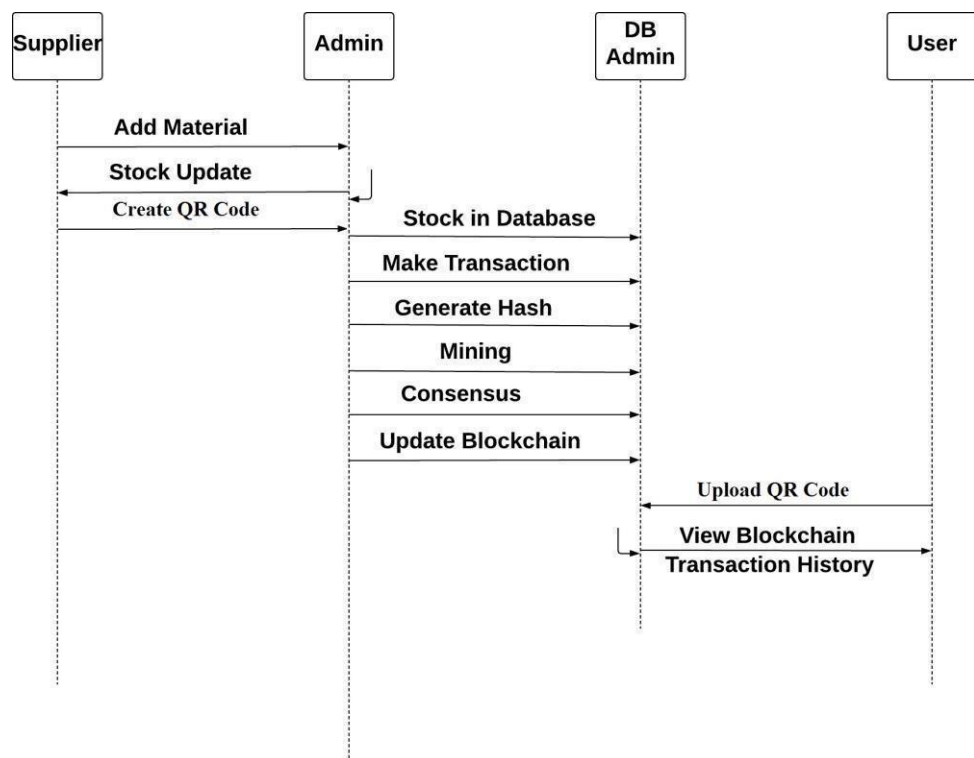 Supplier
Admin
DB
Admin
User
Add Material
Stock Update
Create QR Code
Stock in Database
Make Transaction
Generate Hash
Mining
Consensus
Update Blockchain
Upload QR Code
View Blockchain
Transaction History